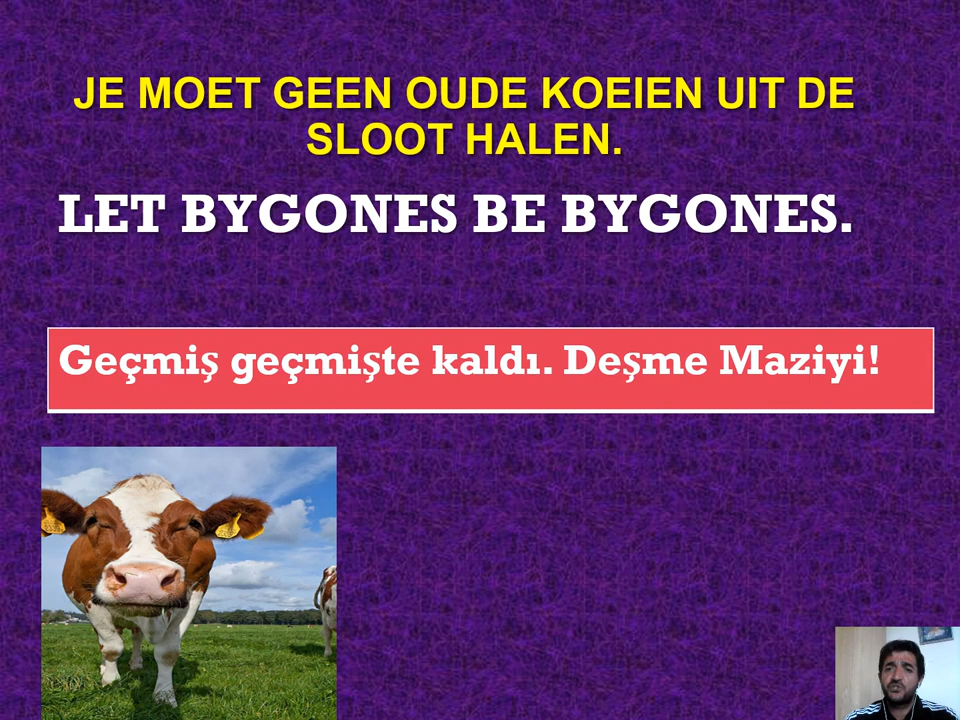 JE MOET GEEN OUDE KOEIEN UIT DE
SLOOT HALEN.
LET BYGONES BE BYGONES.
Geçmiş geçmişte kaldı. Deşme Maziyi!